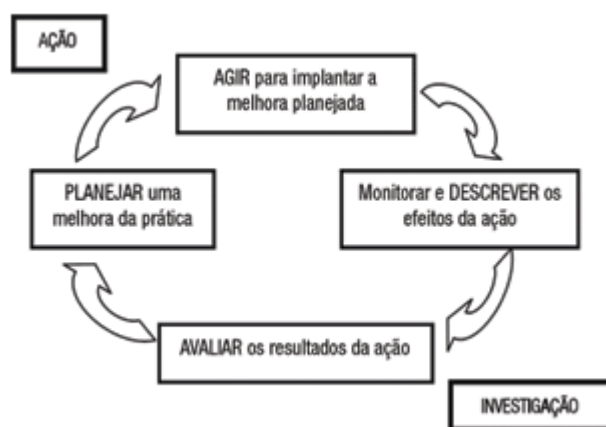 AÇÃO
AGIR para implantar a
melhora planejada
PLANEJAR uma
melhora da prática
Monitorar e DESCREVER os
efeitos da ação
AVALIAR os resultados da ação
INVESTIGAÇÃO